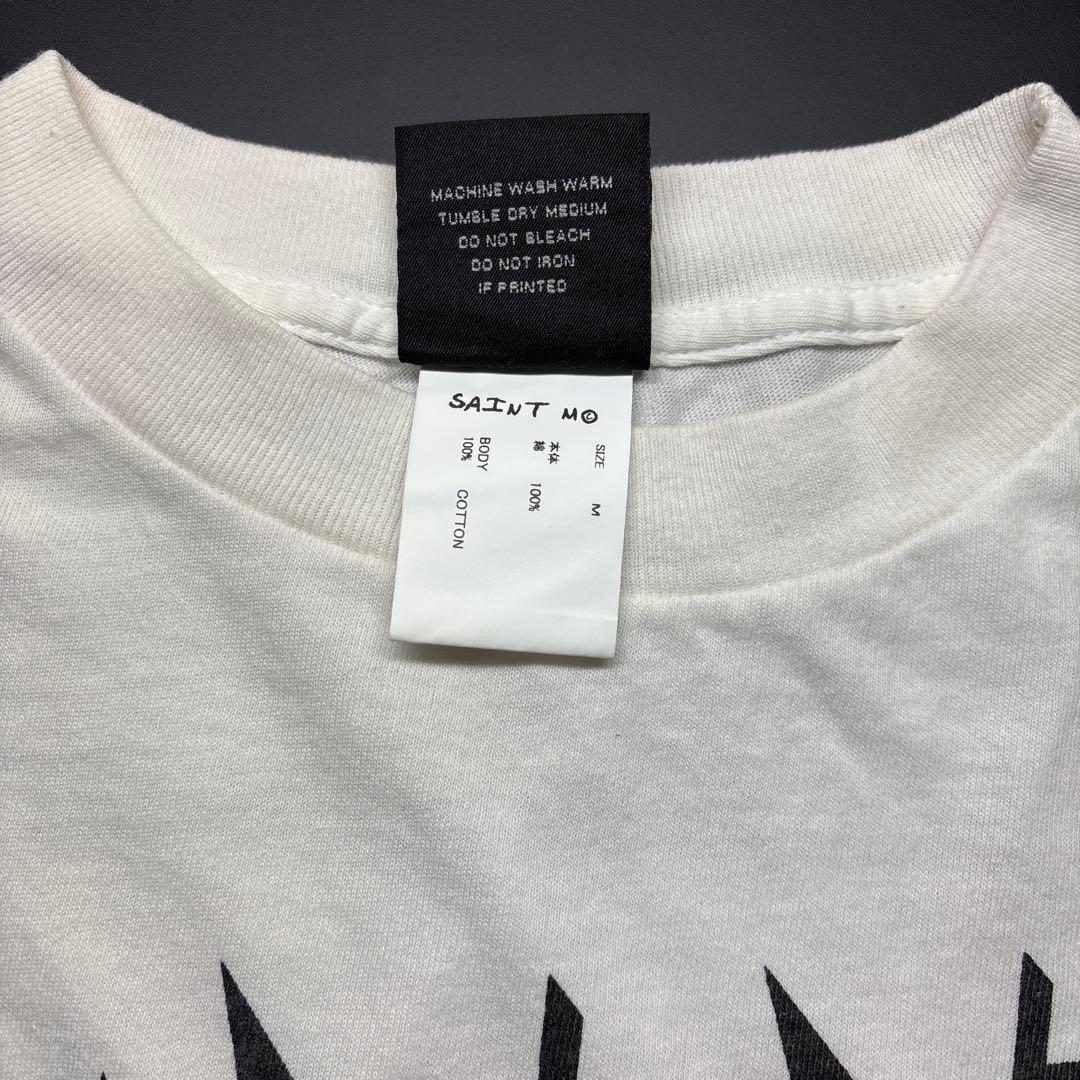 MACHINE WASH WARM
TUMBLE DRY MEDIUM
DO NOT BLEACH
DO NOT IRON
IF PRINTED
SAINT M©
SIZE M
本体
綿 100%
BODY
100% COTTON